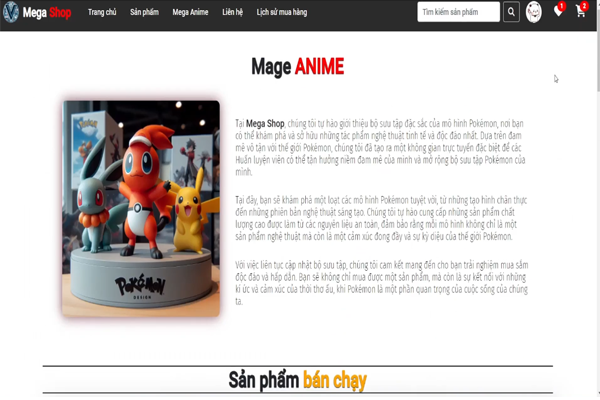 Mega Shop Trang chủ Sản phẩm Mega Anime Liên hệ Lịch sử mua hàng Tìm kiếm sản phẩm 1 2
Mage ANIME
Tại Mega Shop, chúng tôi tự hào giới thiệu bộ sưu tập đặc sắc của mô hình Pokémon, nơi bạn
có thể khám phá và sở hữu những tác phẩm nghệ thuật tinh tế và độc đáo nhất. Dựa trên đam
mê vô tận với thế giới Pokémon, chúng tôi đã tạo ra một không gian trực tuyến đặc biệt để các
Huấn luyện viên có thể tận hưởng niềm đam mê của mình và mở rộng bộ sưu tập Pokémon của
mình.
Tại đây, bạn sẽ khám phá một loạt các mô hình Pokémon tuyệt vời, từ những tạo hình chân thực
đến những phiên bản nghệ thuật sáng tạo. Chúng tôi tự hào cung cấp những sản phẩm chất
lượng cao được làm từ các nguyên liệu an toàn, đảm bảo rằng mỗi mô hình không chỉ là một
sản phẩm nghệ thuật mà còn là một cảm xúc đong đầy và sự kỳ diệu của thế giới Pokémon.
Với việc liên tục cập nhật bộ sưu tập, chúng tôi cam kết mang đến cho bạn trải nghiệm mua sắm
độc đáo và hấp dẫn. Bạn sẽ không chỉ mua được một sản phẩm, mà còn là sự kết nối với những
kí ức và cảm xúc của thời thơ ấu, khi Pokémon là một phần quan trọng của cuộc sống của chúng
ta.
DESIGN
Sản phẩm bán chạy